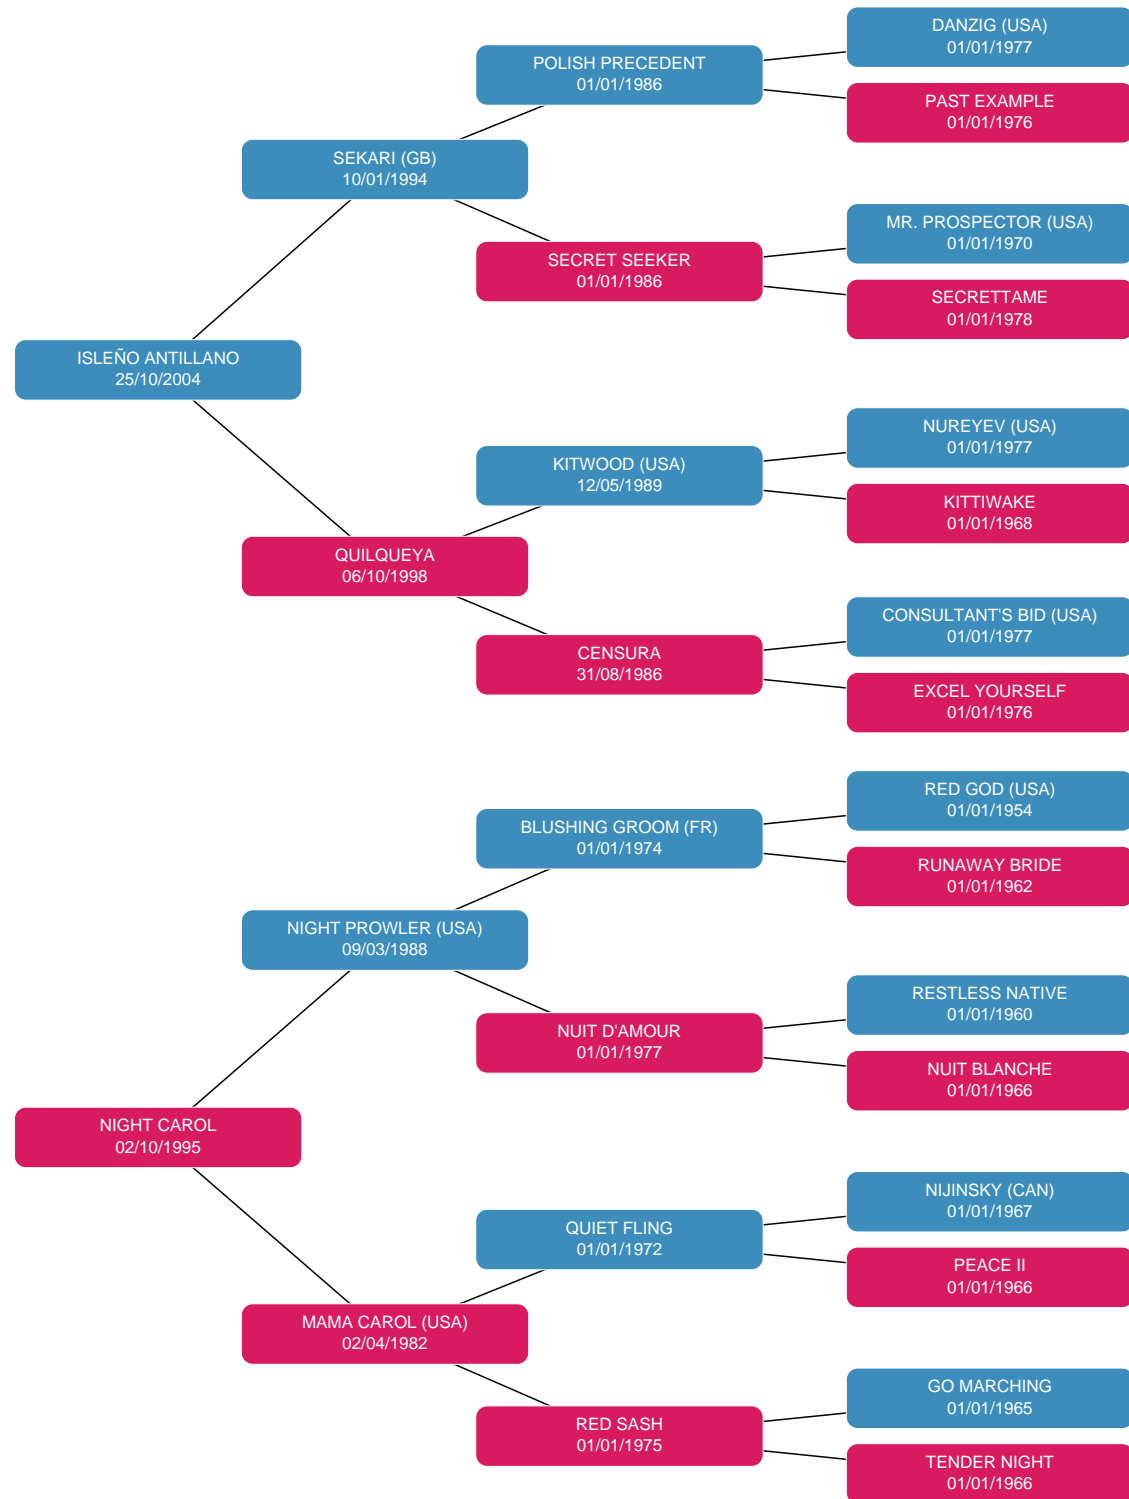 DANZIG (USA)
01/01/1977
POLISH PRECEDENT
01/01/1986
PAST EXAMPLE
01/01/1976
SEKARI (GB)
10/01/1994
MR. PROSPECTOR (USA)
01/01/1970
SECRET SEEKER
01/01/1986
SECRETTAME
01/01/1978
ISLEÑO ANTILLANO
25/10/2004
NUREYEV (USA)
01/01/1977
KITWOOD (USA)
12/05/1989
KITTIWAKE
01/01/1968
QUILQUEYA
06/10/1998
CONSULTANT'S BID (USA)
01/01/1977
CENSURA
31/08/1986
EXCEL YOURSELF
01/01/1976
RED GOD (USA)
01/01/1954
BLUSHING GROOM (FR)
01/01/1974
RUNAWAY BRIDE
01/01/1962
NIGHT PROWLER (USA)
09/03/1988
RESTLESS NATIVE
01/01/1960
NUIT D'AMOUR
01/01/1977
NUIT BLANCHE
01/01/1966
NIGHT CAROL
02/10/1995
NIJINSKY (CAN)
01/01/1967
QUIET FLING
01/01/1972
PEACE II
01/01/1966
MAMA CAROL (USA)
02/04/1982
GO MARCHING
01/01/1965
RED SASH
01/01/1975
TENDER NIGHT
01/01/1966